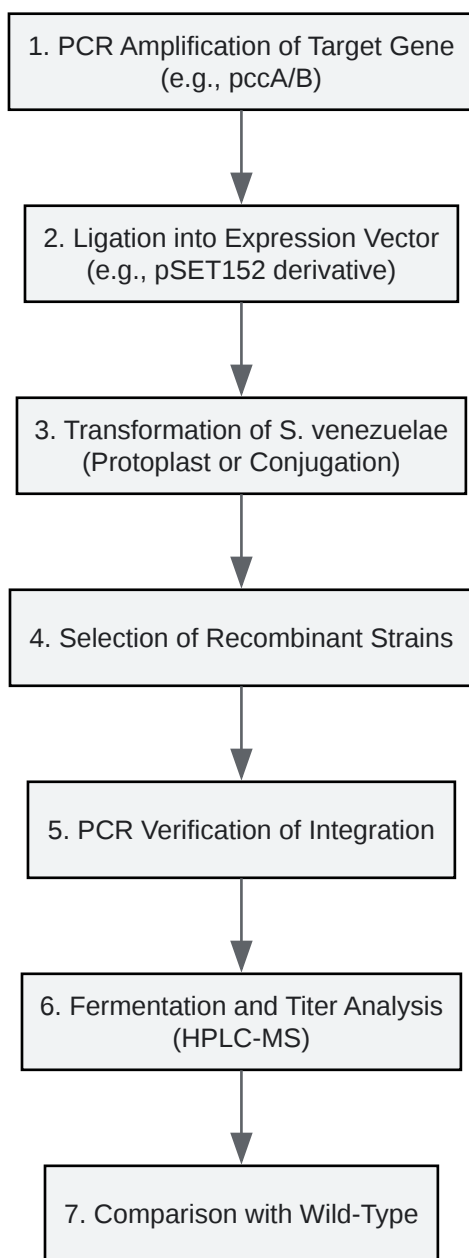 1. PCR Amplification of Target Gene
(e.g., pccA/B)
2. Ligation into Expression Vector
(e.g., pSET152 derivative)
3. Transformation of S. venezuelae
(Protoplast or Conjugation)
4. Selection of Recombinant Strains
5. PCR Verification of Integration
6. Fermentation and Titer Analysis
(HPLC-MS)
7. Comparison with Wild-Type